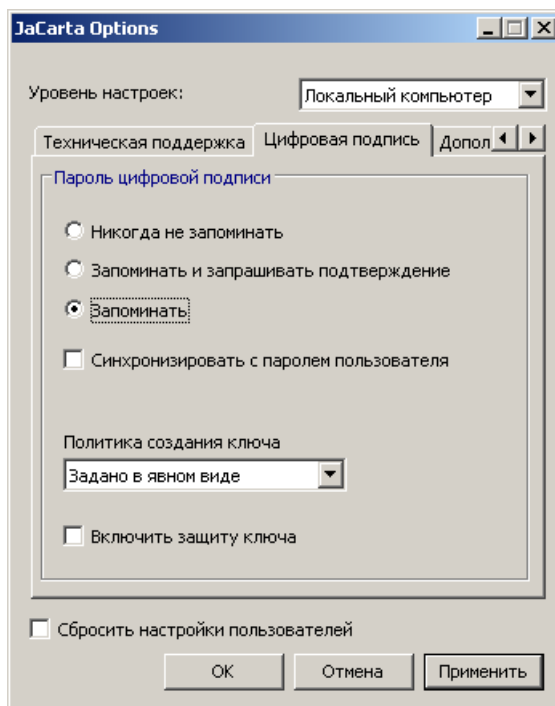 JaCarta Options
Уровень настроек: Локальный компьютер
Техническая поддержка Цифровая подпись Допол
Пароль цифровой подписи
Никогда не запоминать
Запоминать и запрашивать подтверждение
Запоминать
Синхронизировать с паролем пользователя
Политика создания ключа
Задано в явном виде
Включить защиту ключа
Сбросить настройки пользователей
ОК Отмена Применить